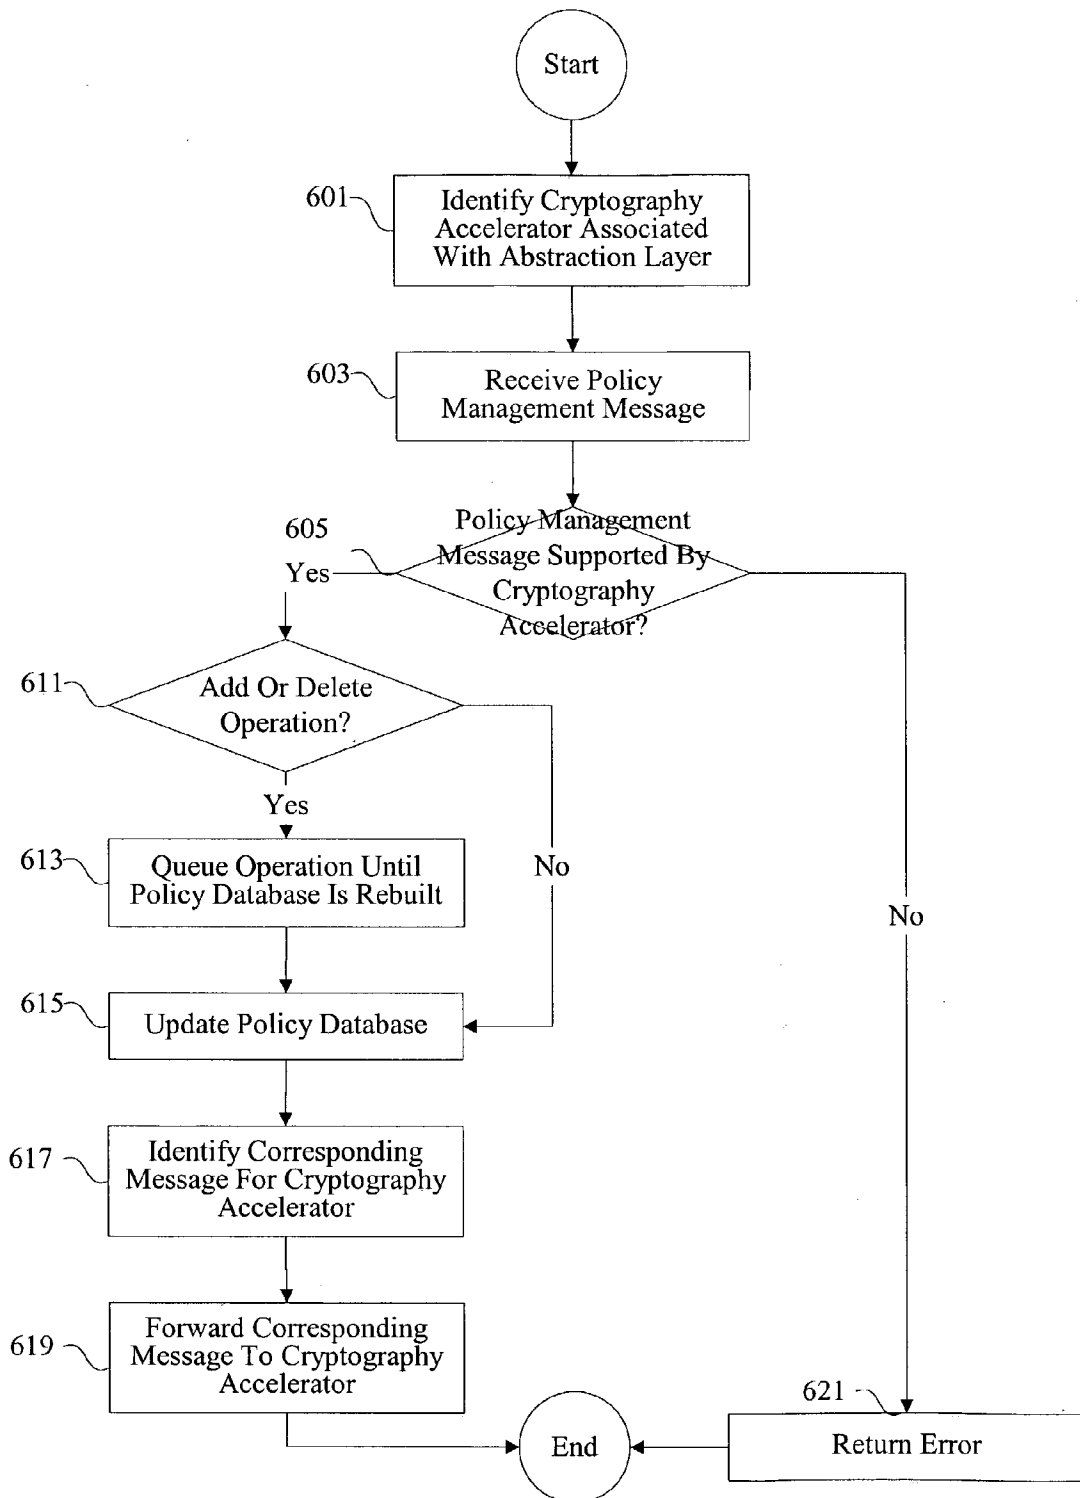 Start
601
Identify Cryptography
Accelerator Associated
With Abstraction Layer
603
Receive Policy
Management Message
605
Policy Management
Message Supported By
Cryptography
Accelerator?
Yes
611
Add Or Delete
Operation?
Yes
613
Queue Operation Until
Policy Database Is Rebuilt
No
No
615
Update Policy Database
617
Identify Corresponding
Message For Cryptography
Accelerator
619
Forward Corresponding
Message To Cryptography
Accelerator
621
Return Error
End